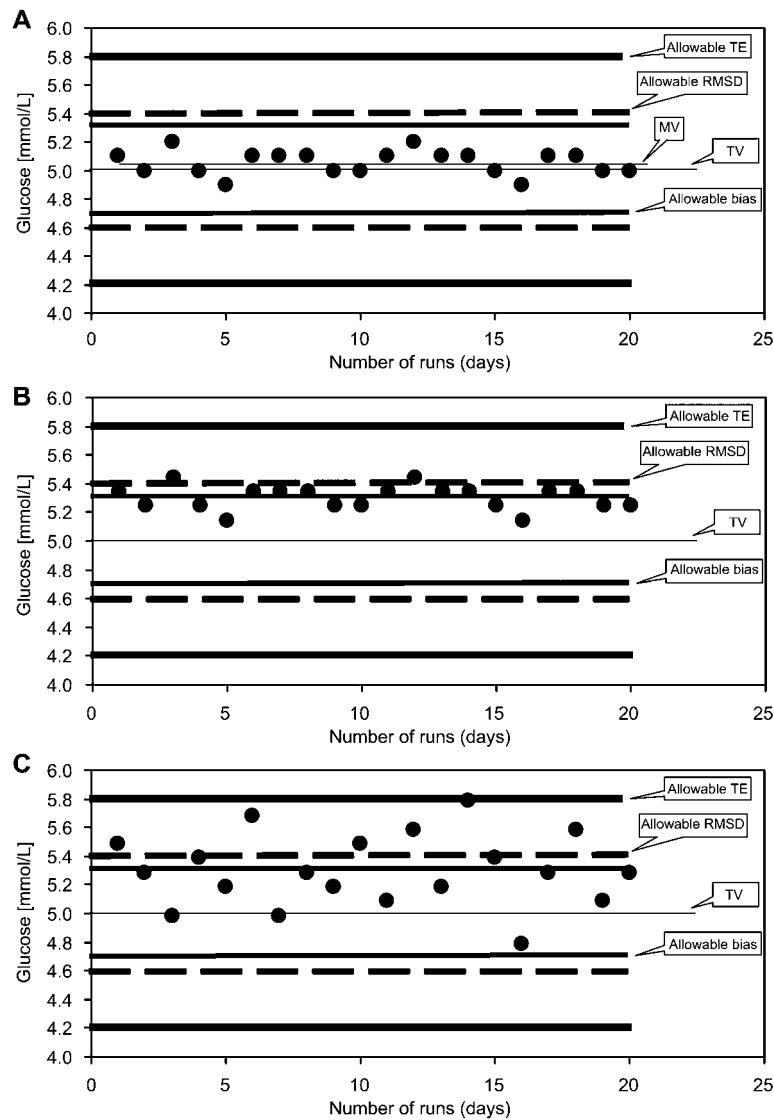 A
6.0
5.8
5.6
5.4
5.2
5.0
4.8
4.6
4.4
4.2
4.0
Glucose [mmol/L]
Allowable TE
Allowable RMSD
MV
TV
Allowable bias
0 5 10 15 20 25
Number of runs (days)
B
6.0
5.8
5.6
5.4
5.2
5.0
4.8
4.6
4.4
4.2
4.0
Glucose [mmol/L]
Allowable TE
Allowable RMSD
TV
Allowable bias
0 5 10 15 20 25
Number of runs (days)
C
6.0
5.8
5.6
5.4
5.2
5.0
4.8
4.6
4.4
4.2
4.0
Glucose [mmol/L]
Allowable TE
Allowable RMSD
TV
Allowable bias
0 5 10 15 20 25
Number of runs (days)